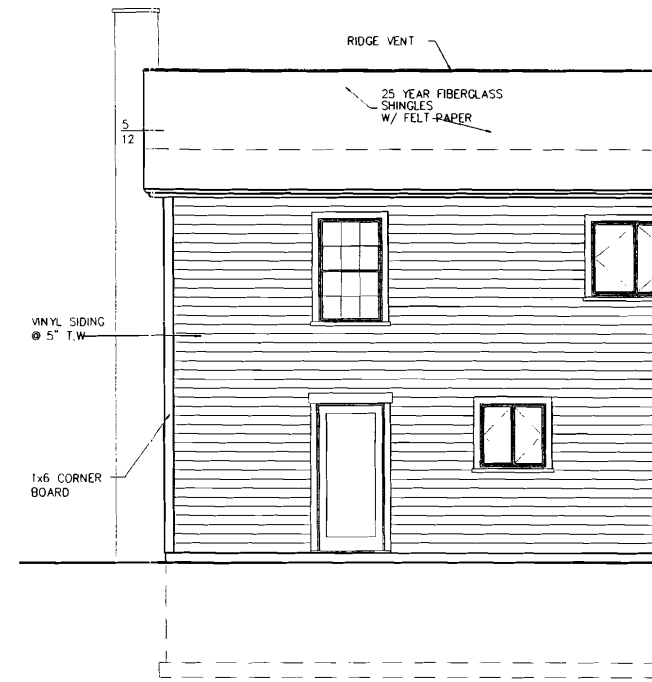 RIDGE VENT
25 YEAR FIBERGLASS
SHINGLES
W/ FELT PAPER
5
12
VINYL SIDING
@ 5" T.W
1x6 CORNER
BOARD